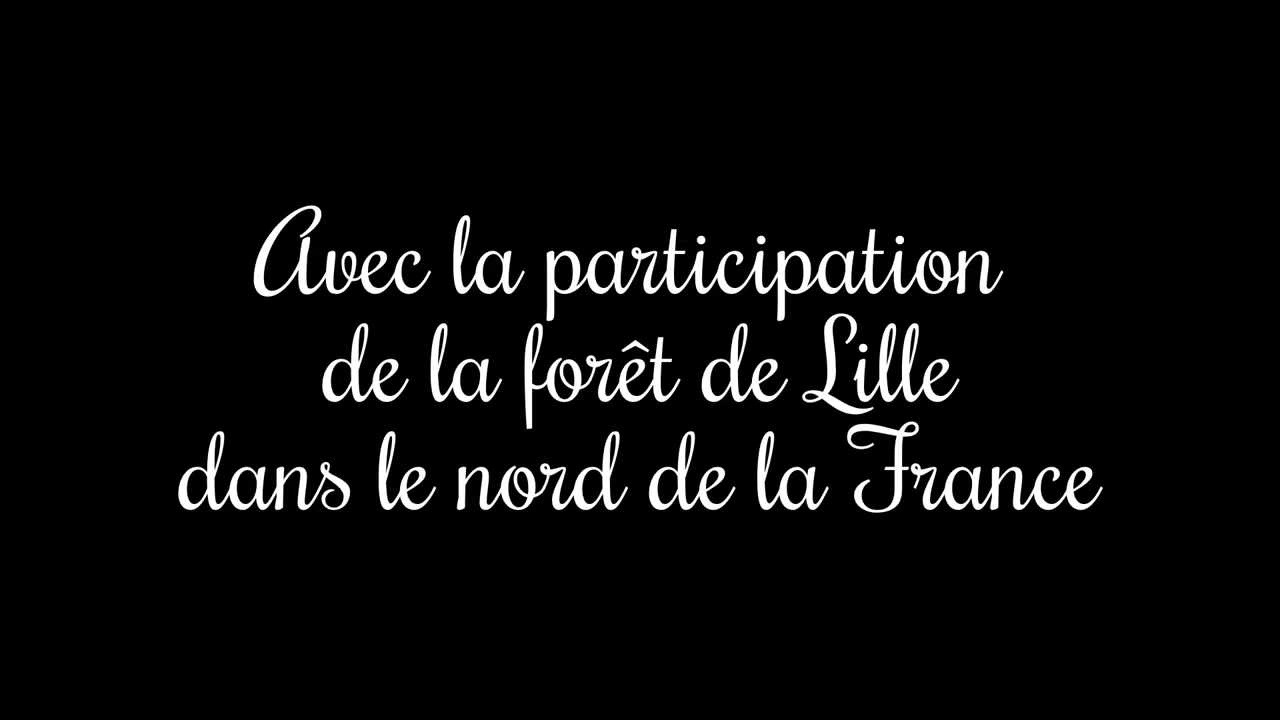 Avec la participation
de la forêt de Lille
dans le nord de la France